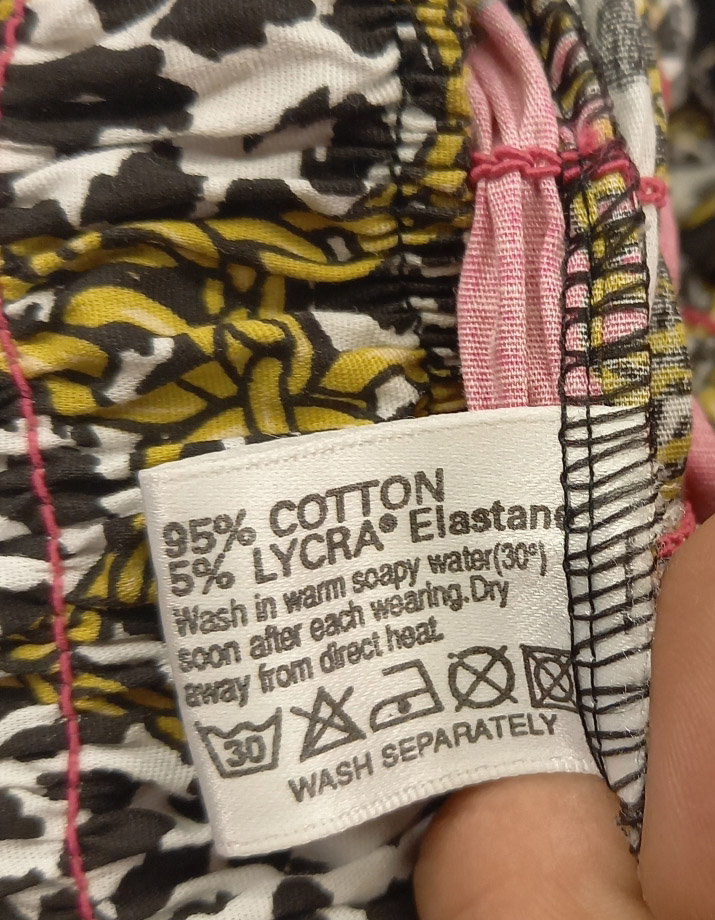 95% COTTON
5% LYCRA® Elastane
Wash in warm soapy water(30°)
soon after each wearing.Dry
away from direct heat.
30
WASH SEPARATELY